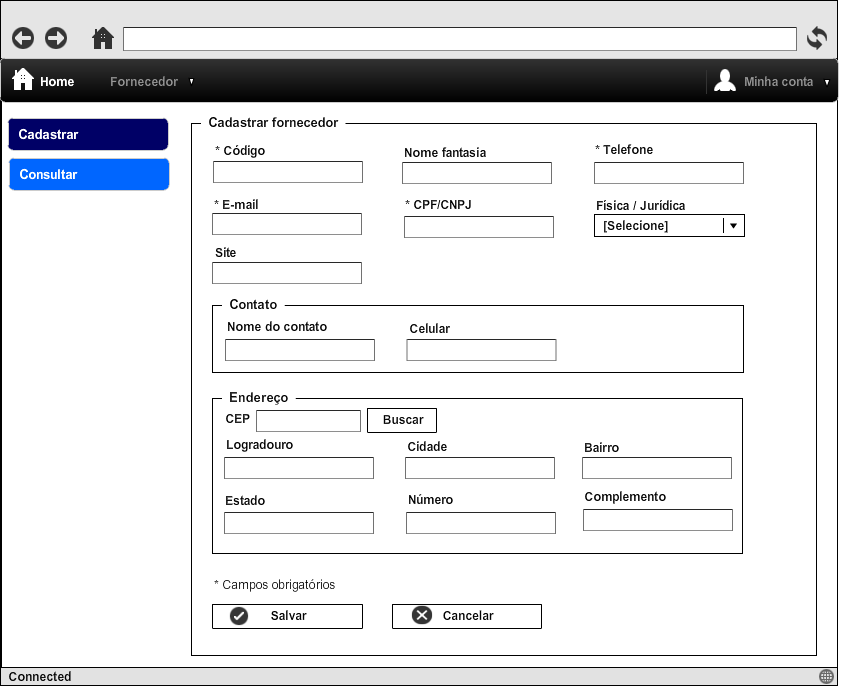 Home
Fornecedor
Minha conta
Cadastrar
Consultar
Cadastrar fornecedor
* Código
Nome fantasia
* Telefone
* E-mail
* CPF/CNPJ
Fisica / Jurídica
[Selecione]
Site
Contato
Nome do contato
Celular
Endereço
CEP
Buscar
Logradouro
Cidade
Bairro
Estado
Número
Complemento
* Campos obrigatórios
Salvar
Cancelar
Connected